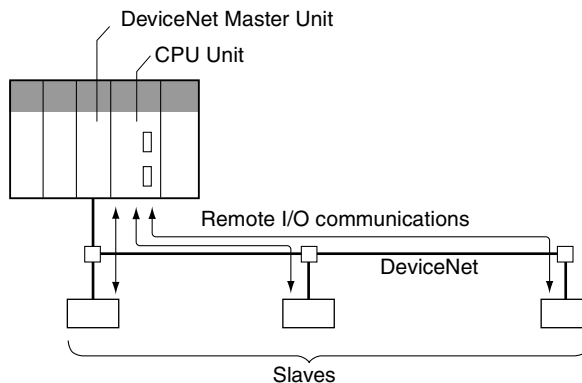 DeviceNet Master Unit
CPU Unit
Remote I/O communications
DeviceNet
Slaves